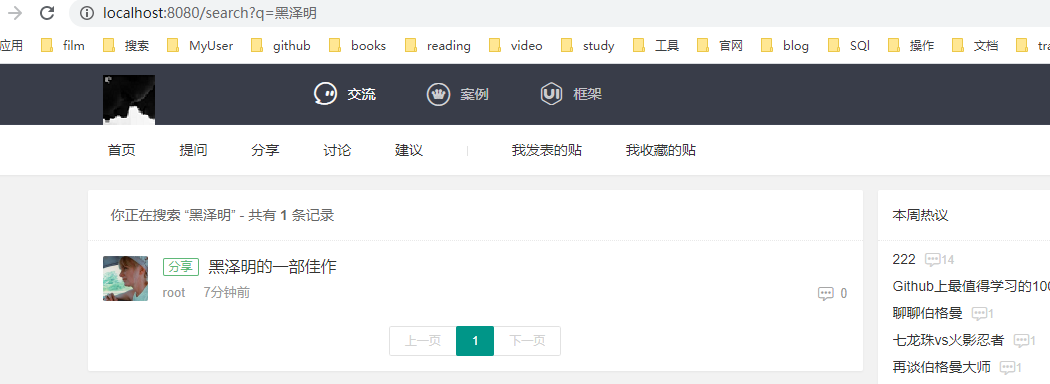 localhost:8080/search?q=黑泽明
应用 film 搜索 MyUser github books reading video study 工具 官网 blog SQl 操作 文档 tra
交流 案例 框架
首页 提问 分享 讨论 建议 我发表的贴 我收藏的贴
你正在搜索 “黑泽明” - 共有 1 条记录
分享 黑泽明的一部佳作
root 7分钟前 0
上一页 1 下一页
本周热议
222 14
Github上最值得学习的100
聊聊伯格曼 1
七龙珠vs火影忍者 1
再谈伯格曼大师 1